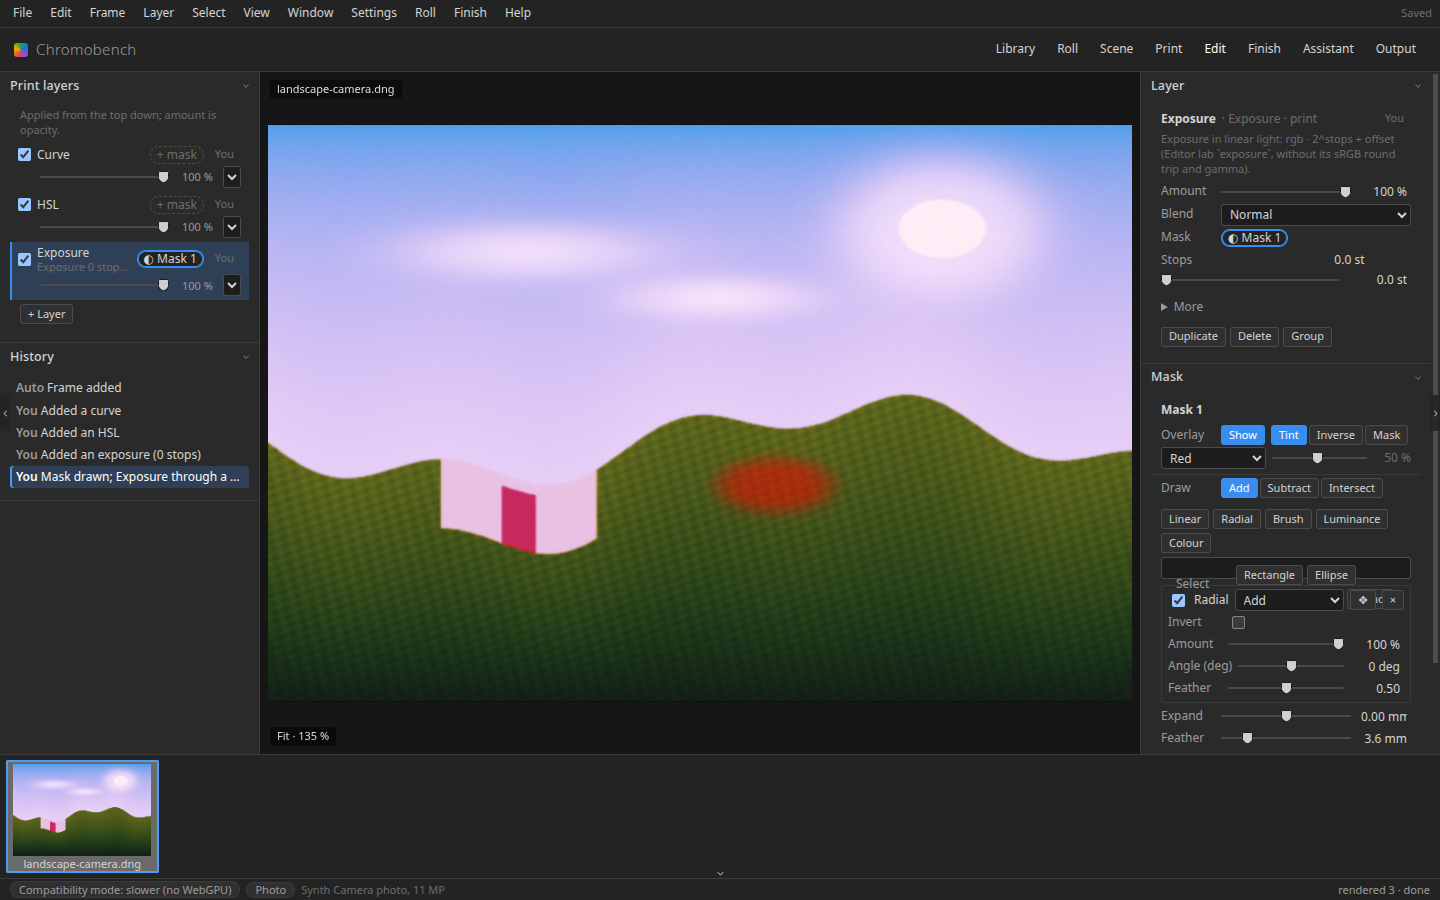 File Edit Frame Layer Select View Window Settings Roll Finish Help Saved
Chromobench
Library Roll Scene Print Edit Finish Assistant Output
Print layers
Applied from the top down; amount is
opacity.
Curve + mask You
100 %
HSL + mask You
100 %
Exposure Mask 1 You
Exposure 0 stop...
100 %
+ Layer
History
Auto Frame added
You Added a curve
You Added an HSL
You Added an exposure (0 stops)
You Mask drawn; Exposure through a ...
landscape-camera.dng
Fit · 135 %
Layer
Exposure · Exposure · print You
Exposure in linear light: rgb · 2^stops + offset
(Editor lab `exposure`, without its sRGB round
trip and gamma).
Amount 100 %
Blend Normal
Mask Mask 1
Stops 0.0 st
0.0 st
More
Duplicate Delete Group
Mask
Mask 1
Overlay Show Tint Inverse Mask
Red 50 %
Draw Add Subtract Intersect
Linear Radial Brush Luminance
Colour
Select Rectangle Ellipse
Radial Add
Invert
Amount 100 %
Angle (deg) 0 deg
Feather 0.50
Expand 0.00 mm
Feather 3.6 mm
landscape-camera.dng
Compatibility mode: slower (no WebGPU) Photo Synth Camera photo, 11 MP rendered 3 · done